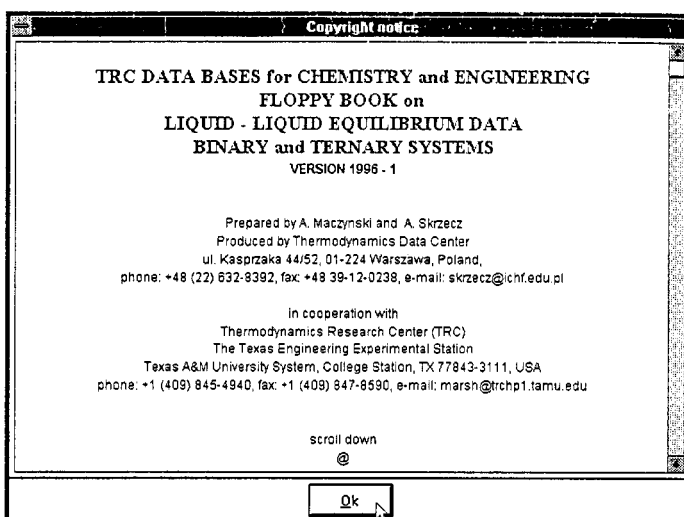 Copyright notice
TRC DATA BASES for CHEMISTRY and ENGINEERING
FLOPPY BOOK on
LIQUID - LIQUID EQUILIBRIUM DATA
BINARY and TERNARY SYSTEMS
VERSION 1996 - 1
Prepared by A. Maczynski and A. Skrzecz
Produced by Thermodynamics Data Center
ul. Kasprzaka 44/52, 01-224 Warszawa, Poland,
phone: +48 (22) 632-8392, fax: +48 39-12-0238, e-mail: skrzecz@ichf.edu.pl
in cooperation with
Thermodynamics Research Center (TRC)
The Texas Engineering Experimental Station
Texas A&M University System, College Station, TX 77843-3111, USA
phone: +1 (409) 845-4940, fax: +1 (409) 847-8590, e-mail: marsh@trchp1.tamu.edu
scroll down
@
Ok